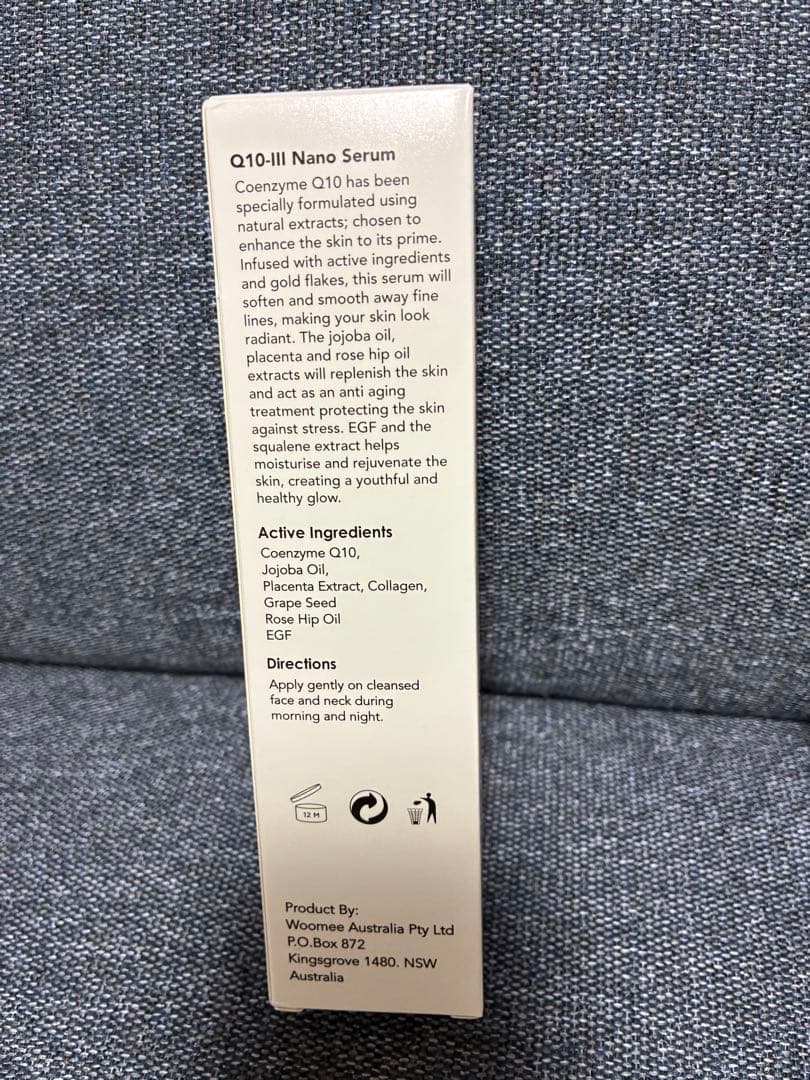 Q10-III Nano Serum
Coenzyme Q10 has been
specially formulated using
natural extracts; chosen to
enhance the skin to its prime.
Infused with active ingredients
and gold flakes, this serum will
soften and smooth away fine
lines, making your skin look
radiant. The jojoba oil,
placenta and rose hip oil
extracts will replenish the skin
and act as an anti aging
treatment protecting the skin
against stress. EGF and the
squalene extract helps
moisturise and rejuvenate the
skin, creating a youthful and
healthy glow.
Active Ingredients
Coenzyme Q10,
Jojoba Oil,
Placenta Extract, Collagen,
Grape Seed
Rose Hip Oil
EGF
Directions
Apply gently on cleansed
face and neck during
morning and night.
12 M
Product By:
Woomee Australia Pty Ltd
P.O.Box 872
Kingsgrove 1480. NSW
Australia